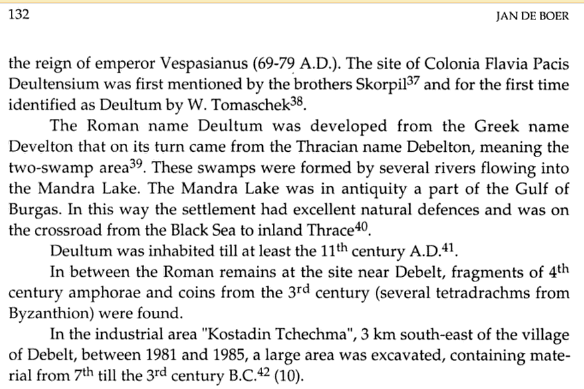 132
JAN DE BOER
the reign of emperor Vespasianus (69-79 A.D.). The site of Colonia Flavia Pacis
Deultensium was first mentioned by the brothers Skorpil37 and for the first time
identified as Deultum by W. Tomaschek38.
The Roman name Deultum was developed from the Greek name
Develton that on its turn came from the Thracian name Debelton, meaning the
two-swamp area39. These swamps were formed by several rivers flowing into
the Mandra Lake. The Mandra Lake was in antiquity a part of the Gulf of
Burgas. In this way the settlement had excellent natural defences and was on
the crossroad from the Black Sea to inland Thrace40.
Deultum was inhabited till at least the 11th century A.D.41.
In between the Roman remains at the site near Debelt, fragments of 4th
century amphorae and coins from the 3rd century (several tetradrachms from
Byzanthion) were found.
In the industrial area "Kostadin Tchechma", 3 km south-east of the village
of Debelt, between 1981 and 1985, a large area was excavated, containing mate-
rial from 7th till the 3rd century B.C.42 (10).